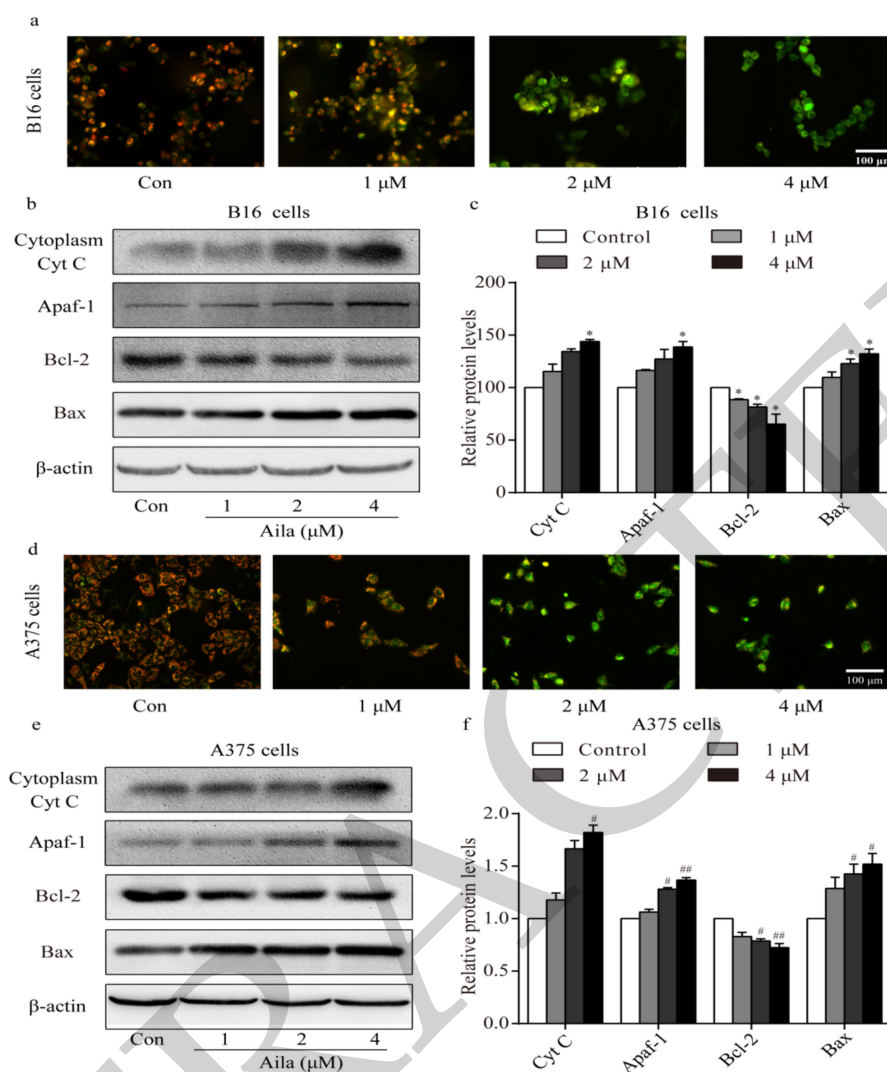 a
B16 cells
100 μm
Con
1 μM
2 μM
4 μM
b
B16 cells
Cytoplasm
Cyt C
Apaf-1
Bcl-2
Bax
β-actin
Con
1
2
4
Aila (μM)
c
B16 cells
Control
1 μM
2 μM
4 μM
Relative protein levels
150
100
50
0
* * * * * * *
Cyt C
Apaf-1
Bcl-2
Bax
d
A375 cells
100 μm
Con
1 μM
2 μM
4 μM
e
A375 cells
Cytoplasm
Cyt C
Apaf-1
Bcl-2
Bax
β-actin
Con
1
2
4
Aila (μM)
f
A375 cells
Control
1 μM
2 μM
4 μM
Relative protein levels
2.0
1.5
1.0
0.5
0.0
# # ## # ## # #
Cyt C
Apaf-1
Bcl-2
Bax